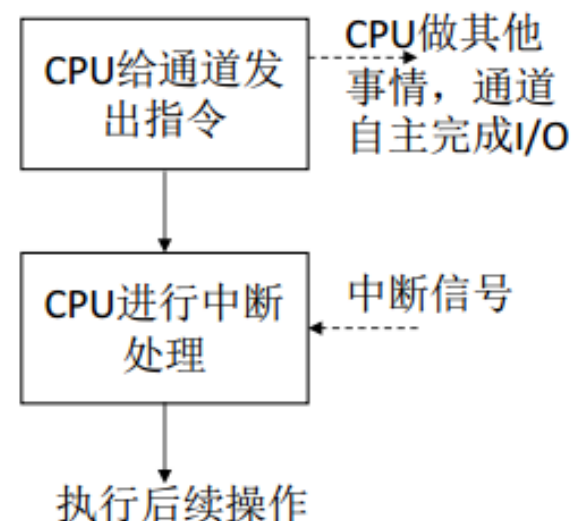 CPU给通道发
出指令
CPU做其他
事情，通道
自主完成I/O
CPU进行中断
处理
中断信号
执行后续操作